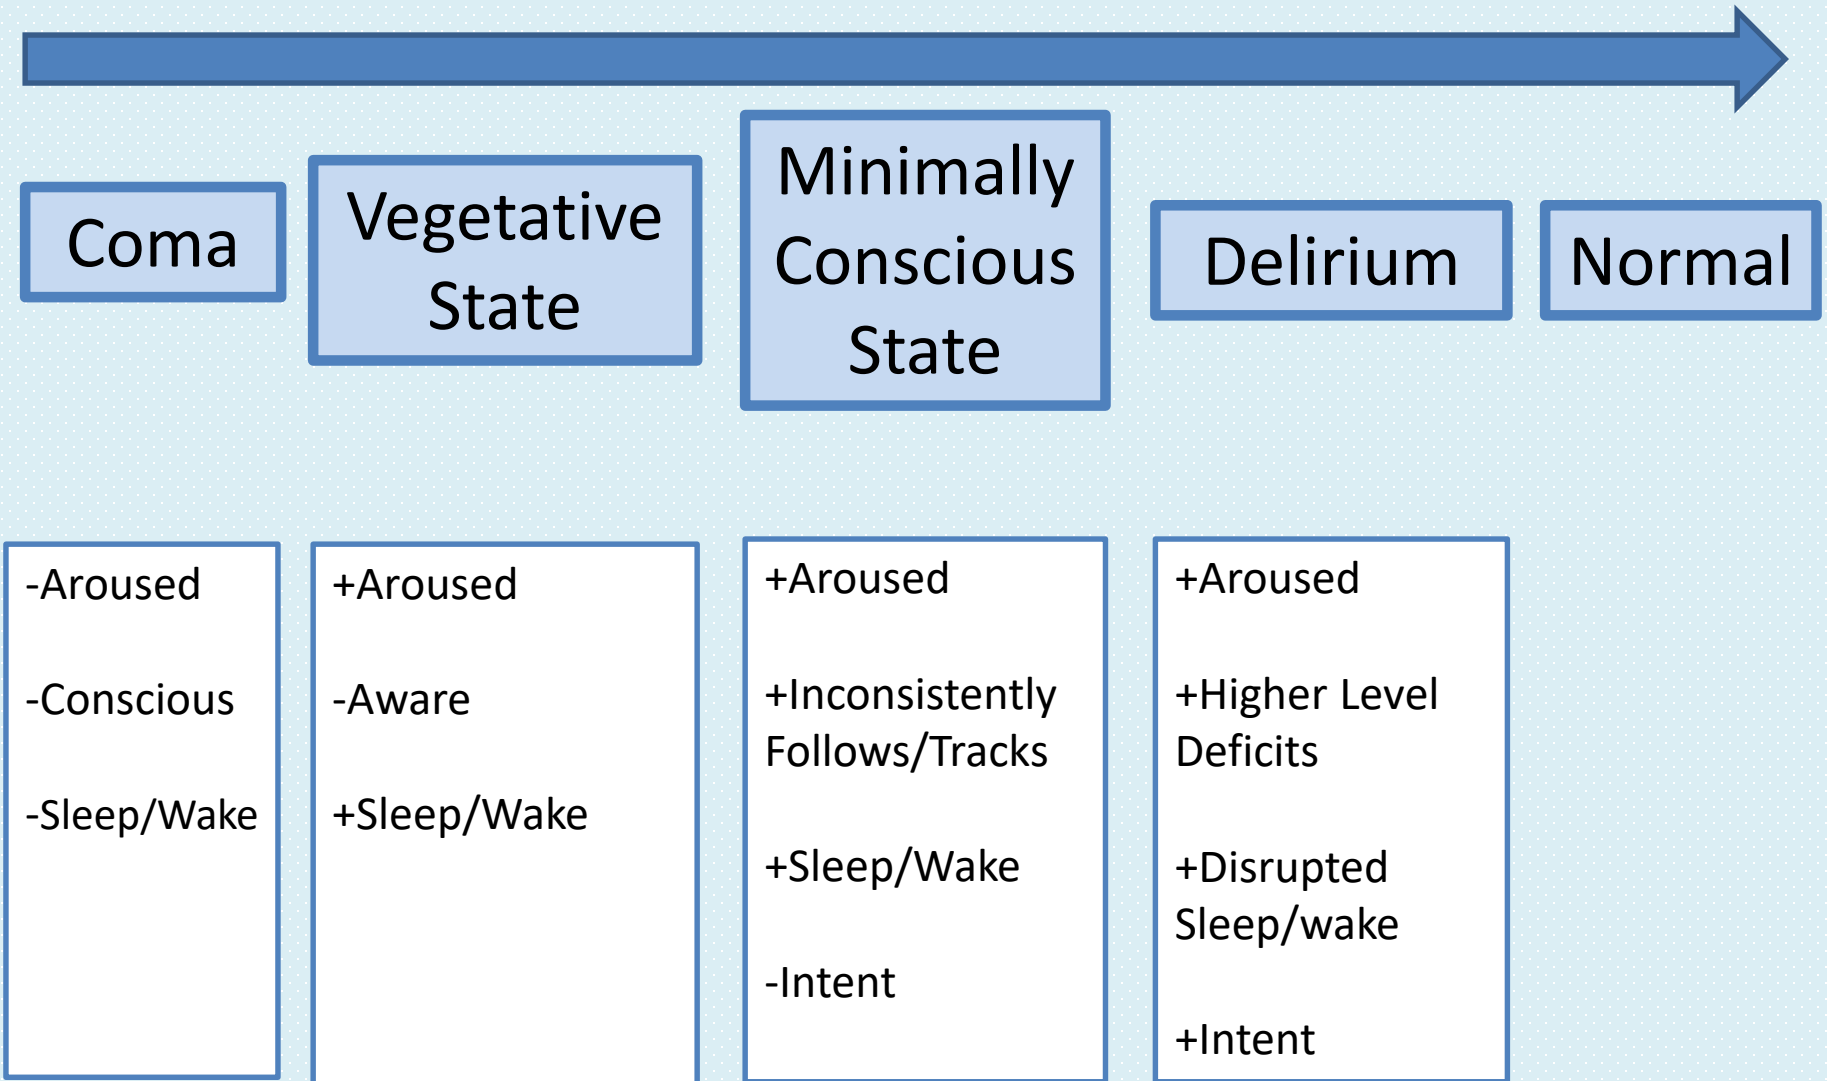 Coma
Vegetative
State
Minimally
Conscious
State
Delirium
Normal
-Aroused
-Conscious
-Sleep/Wake
+Aroused
-Aware
+Sleep/Wake
+Aroused
+Inconsistently
Follows/Tracks
+Sleep/Wake
-Intent
+Aroused
+Higher Level
Deficits
+Disrupted
Sleep/wake
+Intent